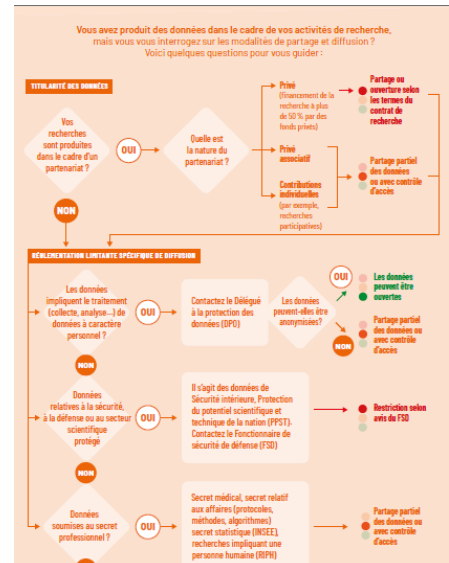 Vous avez produit des données dans le cadre de vos activités de recherche,
mais vous vous interrogez sur les modalités de partage et diffusion ?
Voici quelques questions pour vous guider :
TITULARITÉ DES DONNÉES
Vos
recherches
sont produites
dans le cadre d'un
partenariat ?
OUI
Quelle est
la nature du
partenariat ?
Privé
(financement de la
recherche à plus
de 50 % par des
fonds privés)
Partage ou
ouverture selon
les termes du
contrat de
recherche
Privé
associatif
Contributions
individuelles
(par exemple,
recherches
participatives)
Partage partiel
des données
ou avec contrôle
d'accès
NON
RÉGLEMENTATION LIMITANTE SPÉCIFIQUE DE DIFFUSION
Les données
impliquent le traitement
(collecte, analyse...) de
données à caractère
personnel ?
OUI
Contactez le Délégué
à la protection des
données (DPO)
Les données
peuvent-elles être
anonymisées?
OUI
Les données
peuvent être
ouvertes
NON
Partage partiel
des données ou
avec contrôle
d'accès
NON
Données
relatives à la sécurité,
à la défense ou au secteur
scientifique
protégé
OUI
Il s'agit des données de
Sécurité intérieure, Protection
du potentiel scientifique et
technique de la nation (PPST).
Contactez le Fonctionnaire de
sécurité de défense (FSD)
Restriction selon
avis du FSD
NON
Données
soumises au secret
professionnel ?
OUI
Secret médical, secret relatif
aux affaires (protocoles,
méthodes, algorithmes)
secret statistique (INSEE),
recherches impliquant une
personne humaine (RIPH)
Partage partiel
des données ou
avec contrôle
d'accès